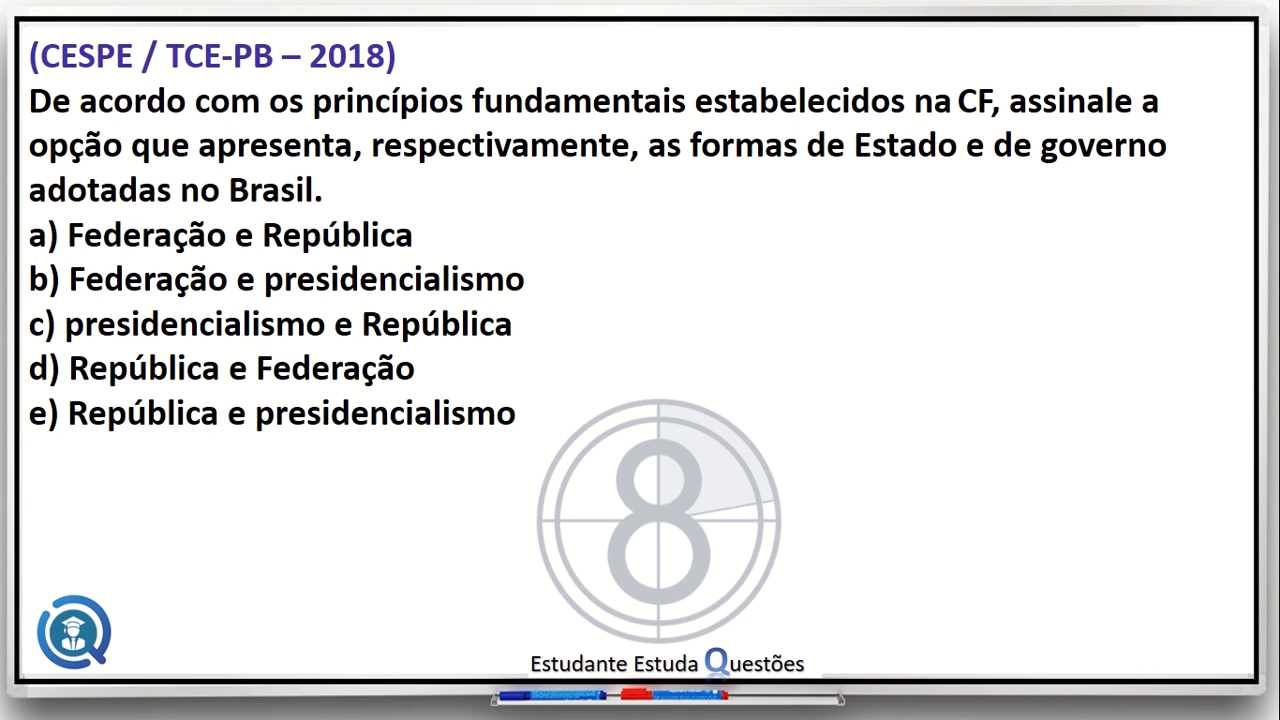 (CESPE / TCE-PB – 2018)
De acordo com os princípios fundamentais estabelecidos na CF, assinale a
opção que apresenta, respectivamente, as formas de Estado e de governo
adotadas no Brasil.
a) Federação e República
b) Federação e presidencialismo
c) presidencialismo e República
d) República e Federação
e) República e presidencialismo
8
Estudante Estuda Questões